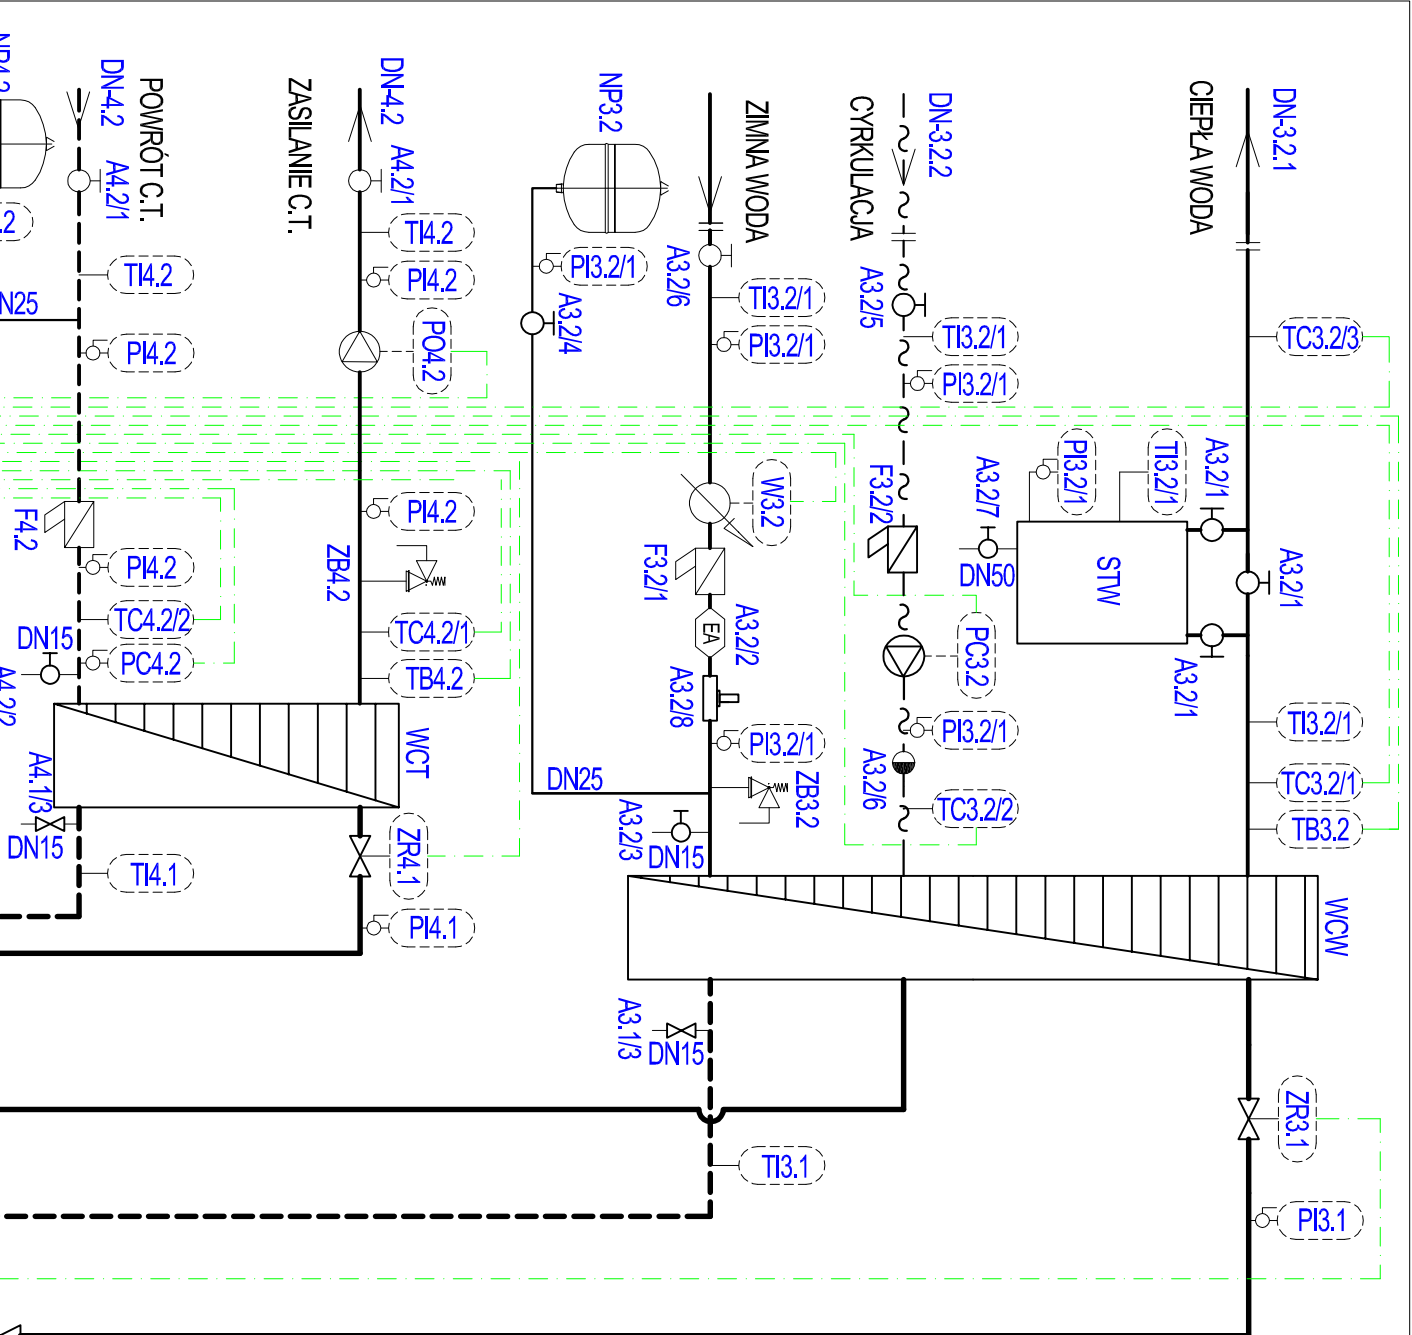 NP4.2
DN-4.2
POWRÓT C.T.
A4.2/1
TI4.2
DN25
PI4.2
F4.2
PI4.2
TC4.2/2
PC4.2
DN15
A4.2/2
A4.1/3
DN15
TI4.1
ZASILANIE C.T.
DN-4.2
A4.2/1
TI4.2
PI4.2
PO4.2
PI4.2
ZB4.2
TC4.2/1
TB4.2
WCT
ZR4.1
PI4.1
NP3.2
PI3.2/1
A3.2/4
DN25
ZIMNA WODA
A3.2/6
TI3.2/1
PI3.2/1
W3.2
F3.2/1
EA
A3.2/2
A3.2/8
PI3.2/1
ZB3.2
A3.2/3
DN15
A3.1/3
DN15
TI3.1
DN-3.2.2
CYRKULACJA
A3.2/5
TI3.2/1
PI3.2/1
F3.2/2
PC3.2
PI3.2/1
A3.2/6
TC3.2/2
DN-3.2.1
CIEPŁA WODA
TC3.2/3
PI3.2/1
TI3.2/1
A3.2/1
A3.2/7
DN50
STW
A3.2/1
A3.2/1
TI3.2/1
TC3.2/1
TB3.2
WCW
ZR3.1
PI3.1